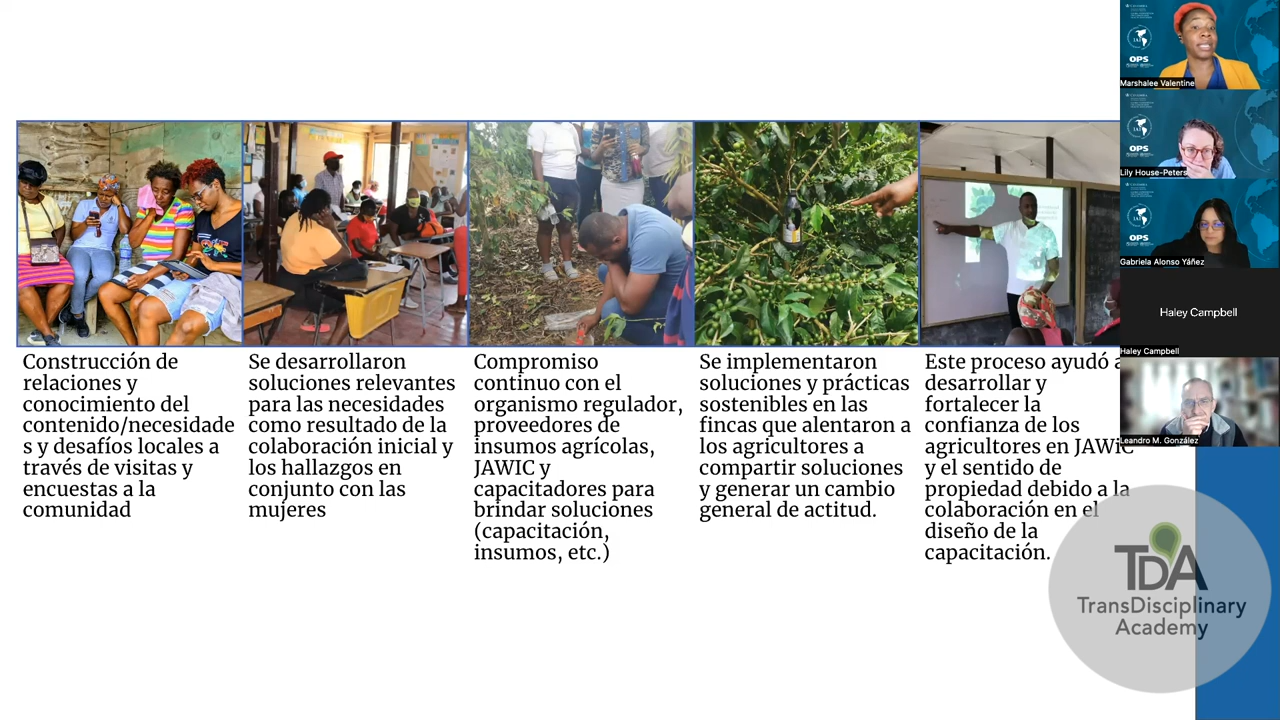 Construcción de
relaciones y
conocimiento del
contenido/necesidade
s y desafíos locales a
través de visitas y
encuestas a la
comunidad
Se desarrollaron
soluciones relevantes
para las necesidades
como resultado de la
colaboración inicial y
los hallazgos en
conjunto con las
mujeres
Compromiso
continuo con el
organismo regulador,
proveedores de
insumos agrícolas,
JAWIC y
capacitadores para
brindar soluciones
(capacitación,
insumos, etc.)
Se implementaron
soluciones y prácticas
sostenibles en las
fincas que alentaron a
los agricultores a
compartir soluciones
y generar un cambio
general de actitud.
Este proceso ayudó a
desarrollar y
fortalecer la
confianza de los
agricultores en JAWIC
y el sentido de
propiedad debido a la
colaboración en el
diseño de la
capacitación.
IAI
OPS
Marshalee Valentine
IAI
OPS
Lily House-Peters
IAI
OPS
Gabriela Alonso Yáñez
Haley Campbell
Haley Campbell
Leandro M. González
TDA
TransDisciplinary
Academy